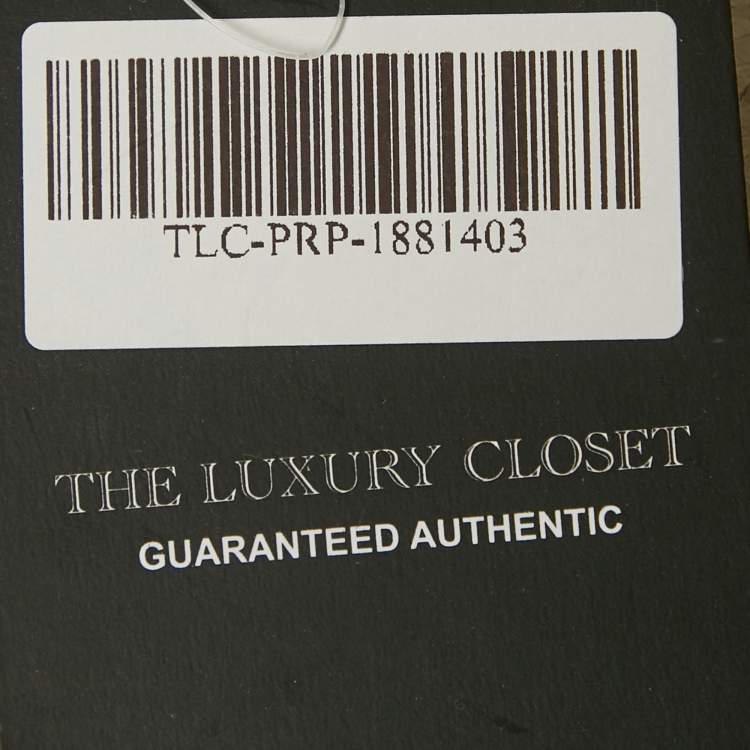 TLC-PRP-1881403
THE LUXURY CLOSET
GUARANTEED AUTHENTIC